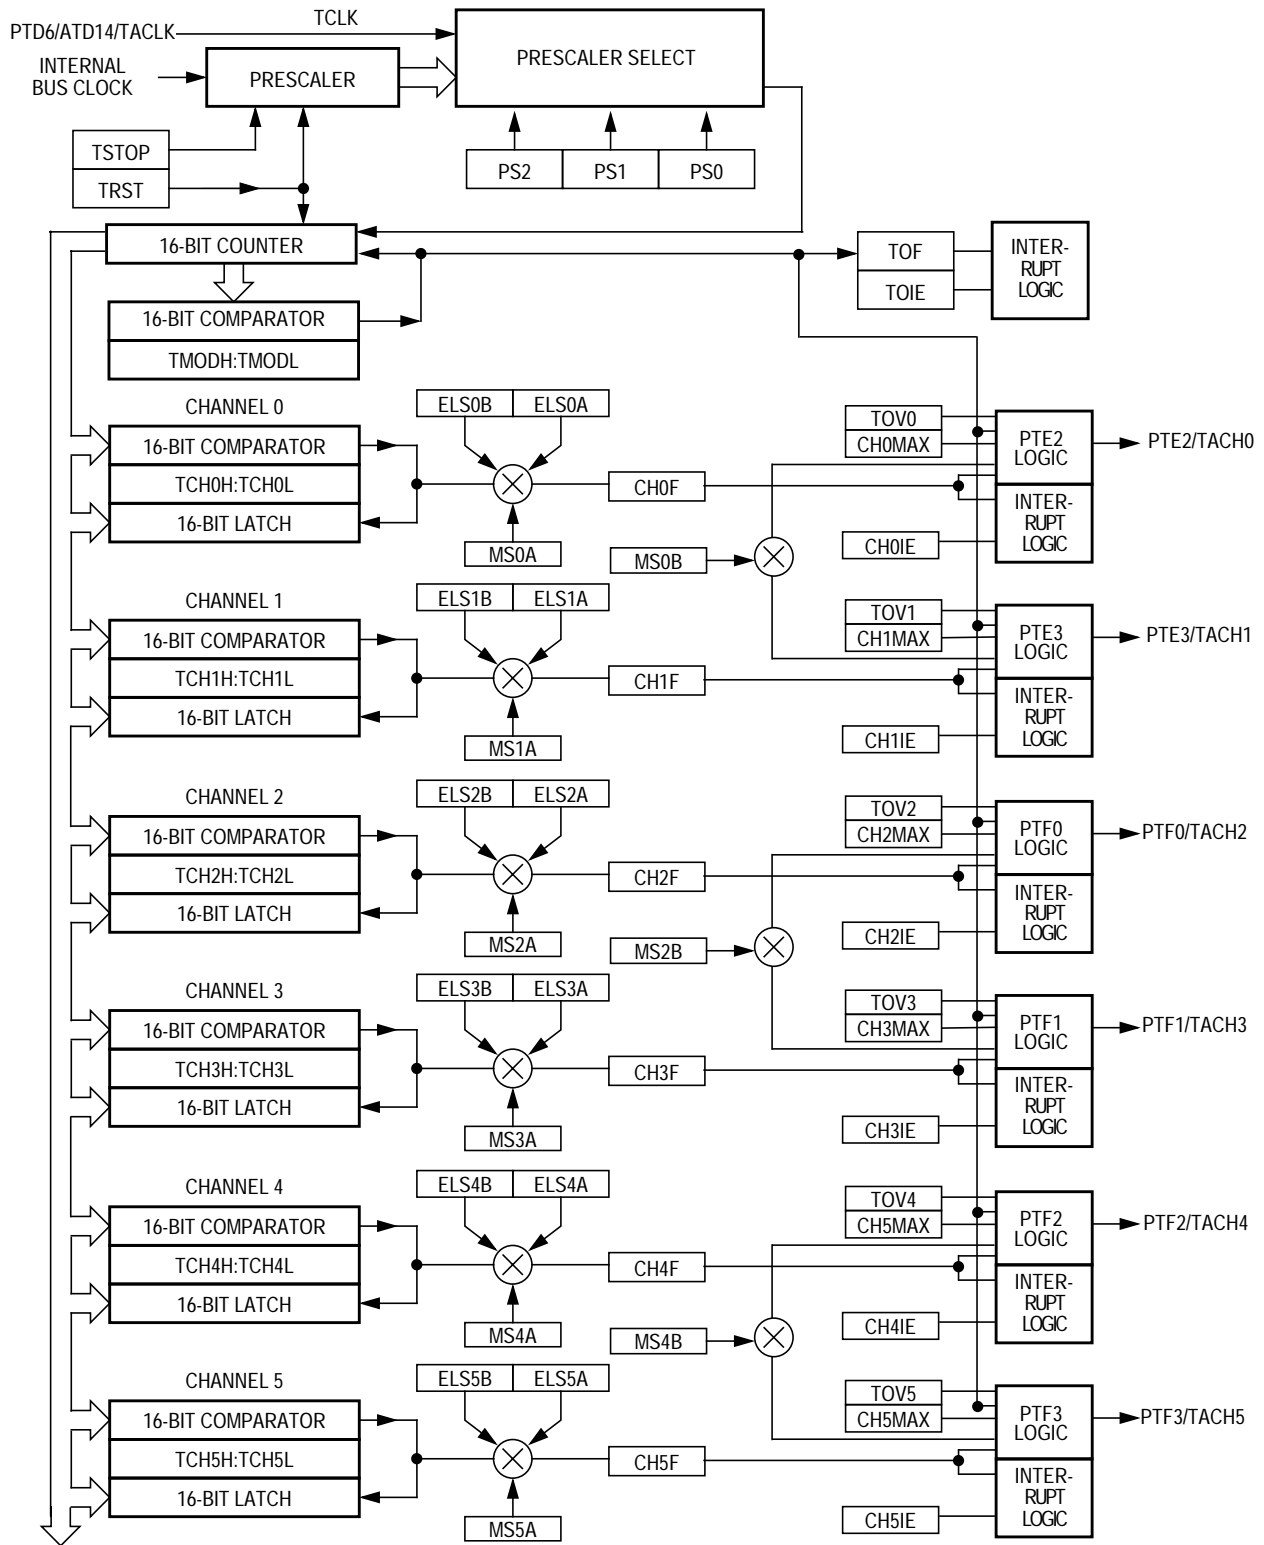 TCLK
PTD6/ATD14/TACLK
PRESCALER SELECT
INTERNAL
BUS CLOCK
PRESCALER
TSTOP
TRST
PS2 PS1 PS0
16-BIT COUNTER
TOF
TOIE
INTER-
RUPT
LOGIC
16-BIT COMPARATOR
TMODH:TMODL
CHANNEL 0
ELS0B ELS0A
TOV0
CH0MAX
PTE2
LOGIC
PTE2/TACH0
16-BIT COMPARATOR
TCH0H:TCH0L
16-BIT LATCH
CH0F
INTER-
RUPT
LOGIC
MS0A
MS0B
CH0IE
CHANNEL 1
ELS1B ELS1A
TOV1
CH1MAX
PTE3
LOGIC
PTE3/TACH1
16-BIT COMPARATOR
TCH1H:TCH1L
16-BIT LATCH
CH1F
INTER-
RUPT
LOGIC
MS1A
CH1IE
CHANNEL 2
ELS2B ELS2A
TOV2
CH2MAX
PTF0
LOGIC
PTF0/TACH2
16-BIT COMPARATOR
TCH2H:TCH2L
16-BIT LATCH
CH2F
INTER-
RUPT
LOGIC
MS2A
MS2B
CH2IE
CHANNEL 3
ELS3B ELS3A
TOV3
CH3MAX
PTF1
LOGIC
PTF1/TACH3
16-BIT COMPARATOR
TCH3H:TCH3L
16-BIT LATCH
CH3F
INTER-
RUPT
LOGIC
MS3A
CH3IE
CHANNEL 4
ELS4B ELS4A
TOV4
CH5MAX
PTF2
LOGIC
PTF2/TACH4
16-BIT COMPARATOR
TCH4H:TCH4L
16-BIT LATCH
CH4F
INTER-
RUPT
LOGIC
MS4A
MS4B
CH4IE
CHANNEL 5
ELS5B ELS5A
TOV5
CH5MAX
PTF3
LOGIC
PTF3/TACH5
16-BIT COMPARATOR
TCH5H:TCH5L
16-BIT LATCH
CH5F
INTER-
RUPT
LOGIC
MS5A
CH5IE